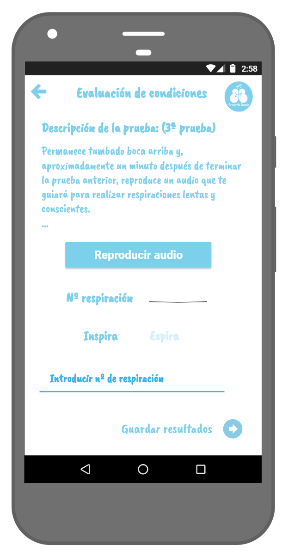 2:58
Evaluación de condiciones
Descripción de la prueba: (3ª prueba)
Permanece tumbado boca arriba y,
aproximadamente un minuto después de terminar
la prueba anterior, reproduce un audio que te
guiará para realizar respiraciones lentas y
conscientes.
...
Reproducir audio
Nº respiración
Inspira Espira
Introducir nº de respiración
Guardar resultados